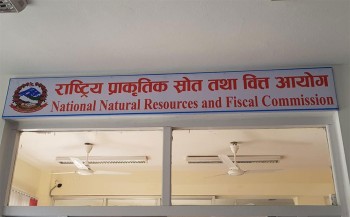 राष्ट्रिय प्राकृतिक स्रोत तथा वित्त आयोग
National Natural Resources and Fiscal Commission